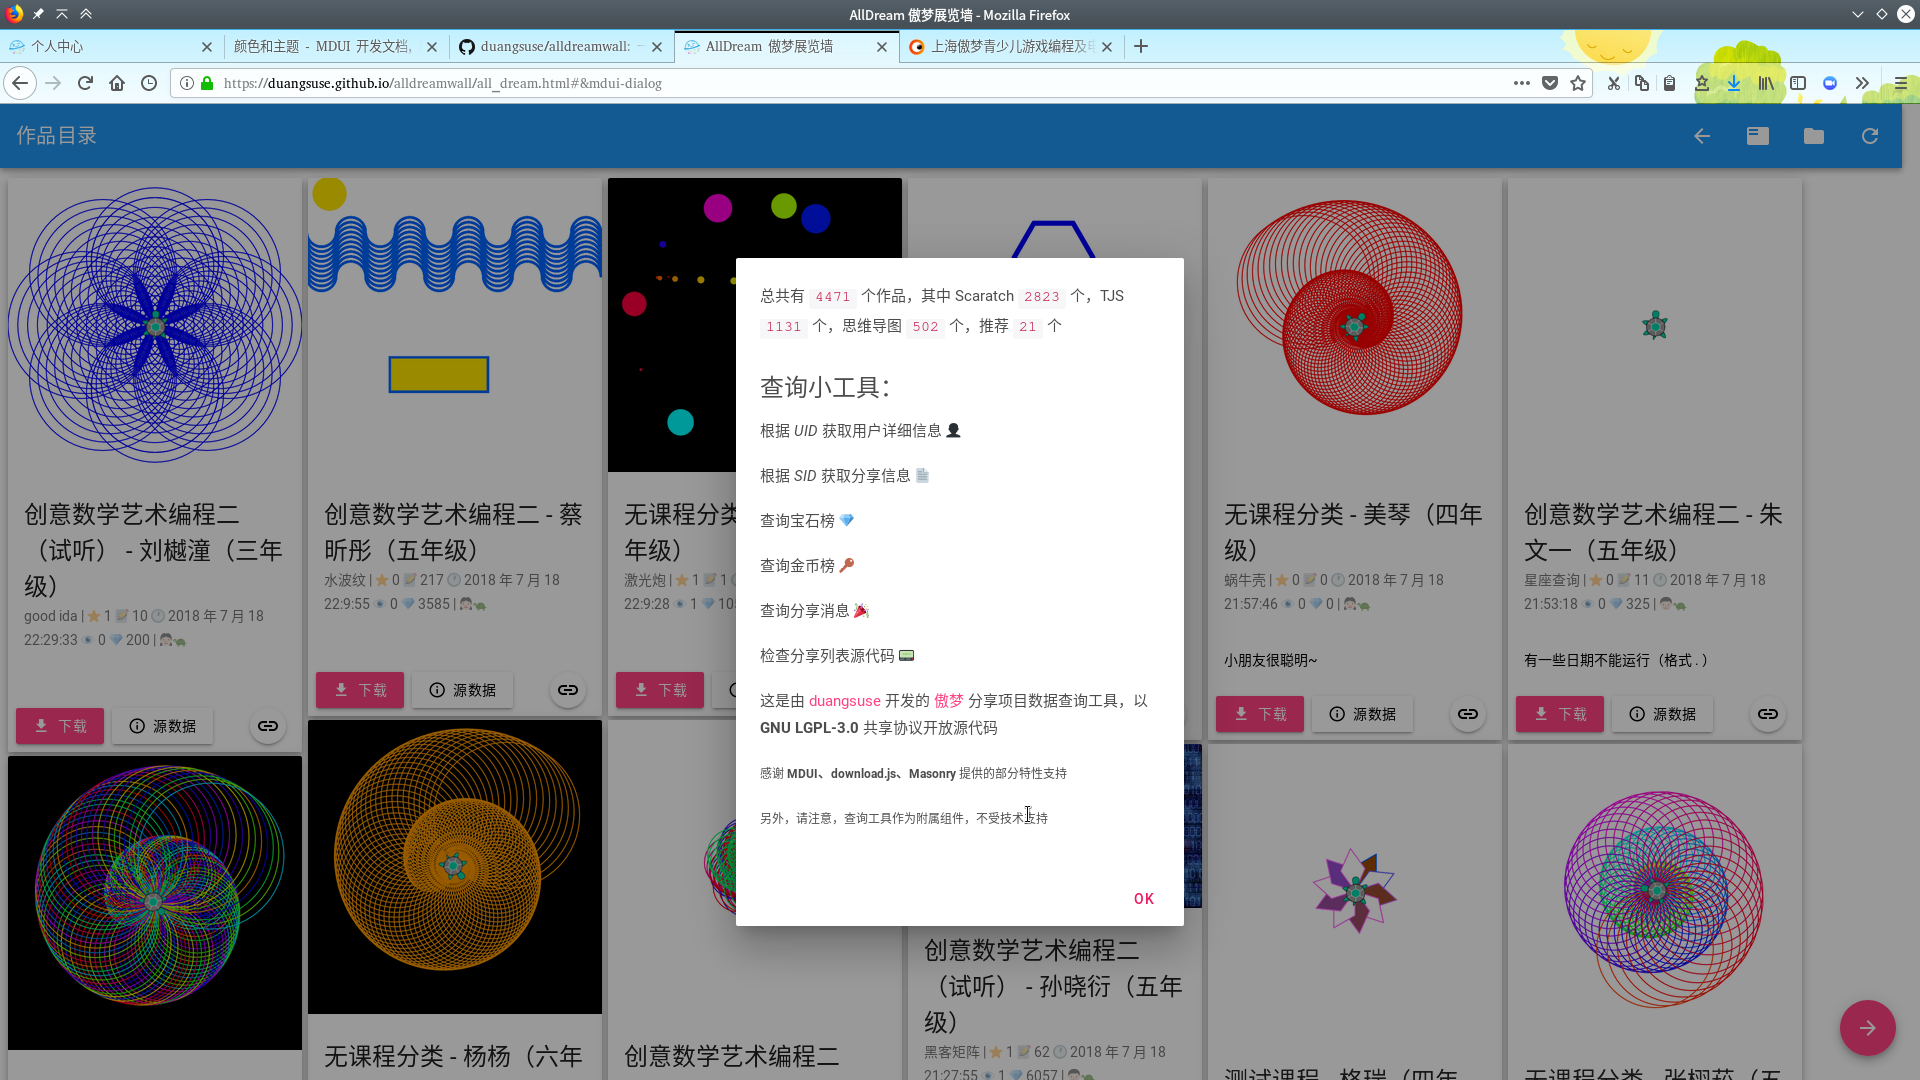 AllDream 傲梦展览墙 - Mozilla Firefox
个人中心
颜色和主题 - MDUI 开发文档,
duangsuse/alldreamwall:
AllDream 傲梦展览墙
上海傲梦青少儿游戏编程及
https://duangsuse.github.io/alldreamwall/all_dream.html#&mdui-dialog
作品目录
总共有 4471 个作品，其中 Scaratch 2823 个，TJS
1131 个，思维导图 502 个，推荐 21 个
查询小工具：
根据 UID 获取用户详细信息
根据 SID 获取分享信息
查询宝石榜
查询金币榜
查询分享消息
检查分享列表源代码
这是由 duangsuse 开发的 傲梦 分享项目数据查询工具，以
GNU LGPL-3.0 共享协议开放源代码
感谢 MDUI、download.js、Masonry 提供的部分特性支持
另外，请注意，查询工具作为附属组件，不受技术支持
OK
创意数学艺术编程二
（试听） - 刘樾潼（三年
级）
good ida | 1 10 2018 年 7 月 18
22:29:33 0 200 |
下载 源数据
创意数学艺术编程二 - 蔡
昕彤（五年级）
水波纹 | 0 217 2018 年 7 月 18
22:9:55 0 3585 |
下载 源数据
无课程分类
年级）
激光炮 | 1 1
22:9:28 1 10
下载
无课程分类 - 美琴（四年
级）
蜗牛壳 | 0 0 2018 年 7 月 18
21:57:46 0 0 |
小朋友很聪明~
下载 源数据
创意数学艺术编程二 - 朱
文一（五年级）
星座查询 | 0 11 2018 年 7 月 18
21:53:18 0 325 |
有一些日期不能运行（格式 . ）
下载 源数据
无课程分类 - 杨杨（六年
创意数学艺术编程二
创意数学艺术编程二
（试听） - 孙晓衍（五年
级）
黑客矩阵 | 1 62 2018 年 7 月 18
21:27:55 1 6057 |
测试课程 - 格瑞（四年
无课程分类 - 张栩菘（五